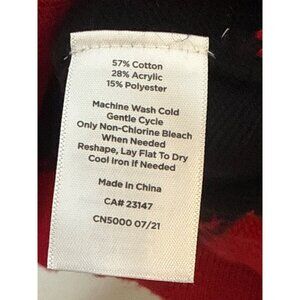 57% Cotton
28% Acrylic
15% Polyester
Machine Wash Cold
Gentle Cycle
Only Non-Chlorine Bleach
When Needed
Reshape, Lay Flat To Dry
Cool Iron If Needed
Made in China
CA# 23147
CN5000 07/21